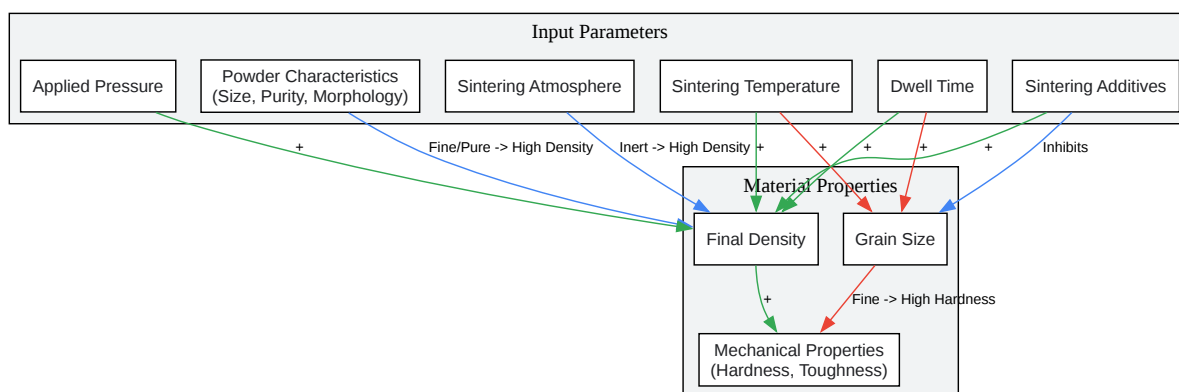 Input Parameters
Applied Pressure
Powder Characteristics
(Size, Purity, Morphology)
Sintering Atmosphere
Sintering Temperature
Dwell Time
Sintering Additives
+
Fine/Pure -> High Density
Inert -> High Density
+
+
+
+
+
Inhibits
Material Properties
Final Density
Grain Size
+
Fine -> High Hardness
Mechanical Properties
(Hardness, Toughness)